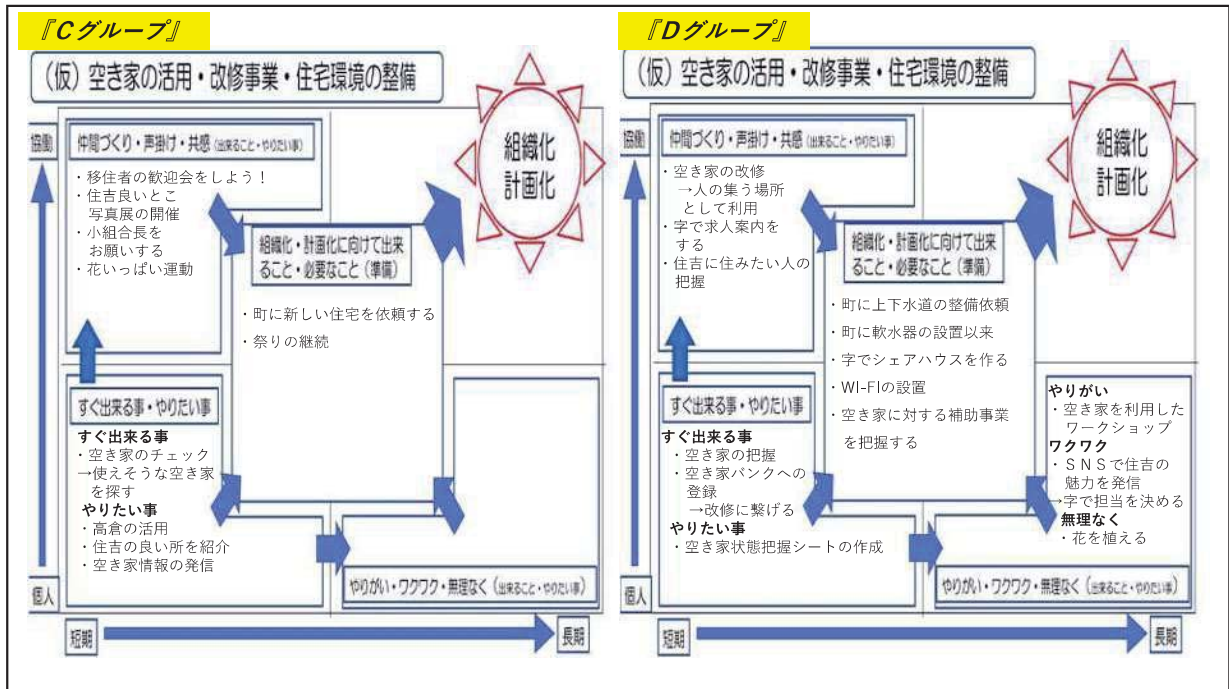 『Cグループ』
(仮) 空き家の活用・改修事業・住宅環境の整備
組織化
計画化
協働
仲間づくり・声掛け・共感 (出来ること・やりたい事)
・移住者の歓迎会をしよう！
・住吉良いとこ
写真展の開催
・小組合長を
お願いする
・花いっぱい運動
組織化・計画化に向けて出来
ること・必要なこと (準備)
・町に新しい住宅を依頼する
・祭りの継続
すぐ出来る事・やりたい事
すぐ出来る事
・空き家のチェック
→使えそうな空き家
を探す
やりたい事
・高倉の活用
・住吉の良い所を紹介
・空き家情報の発信
やりがい・ワクワク・無理なく (出来ること・やりたい事)
個人
短期
長期
『Dグループ』
(仮) 空き家の活用・改修事業・住宅環境の整備
組織化
計画化
協働
仲間づくり・声掛け・共感 (出来ること・やりたい事)
・空き家の改修
→人の集う場所
として利用
・字で求人案内を
する
・住吉に住みたい人の
把握
組織化・計画化に向けて出来
ること・必要なこと (準備)
・町に上下水道の整備依頼
・町に軟水器の設置以来
・字でシェアハウスを作る
・WI-FIの設置
・空き家に対する補助事業
を把握する
すぐ出来る事・やりたい事
すぐ出来る事
・空き家の把握
・空き家バンクへの
登録
→改修に繋げる
やりたい事
・空き家状態把握シートの作成
やりがい
・空き家を利用した
ワークショップ
ワクワク
・ＳＮＳで住吉の
魅力を発信
→字で担当を決める
無理なく
・花を植える
やりがい・ワクワク・無理なく (出来ること・やりたい事)
個人
短期
長期